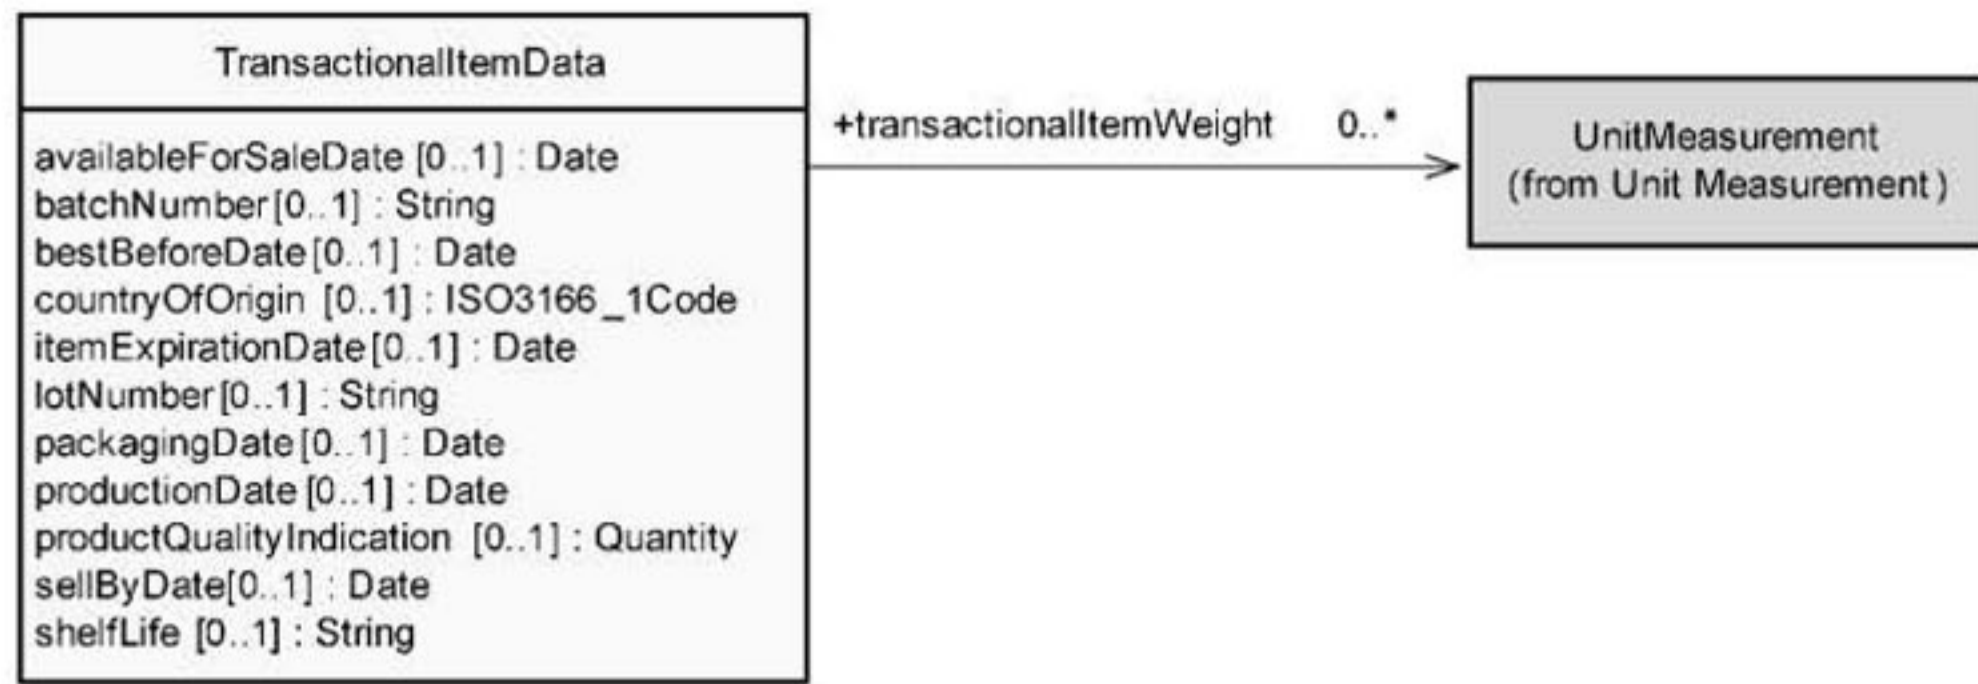 TransactionalItemData
availableForSaleDate [0..1] : Date
batchNumber[0..1] : String
bestBeforeDate[0..1] : Date
countryOfOrigin [0..1] : ISO3166_1Code
itemExpirationDate[0..1] : Date
lotNumber[0..1] : String
packagingDate[0..1] : Date
productionDate[0..1] : Date
productQualityIndication [0..1] : Quantity
sellByDate[0..1] : Date
shelfLife [0..1] : String
+transactionalItemWeight 0..*
UnitMeasurement
(from Unit Measurement)